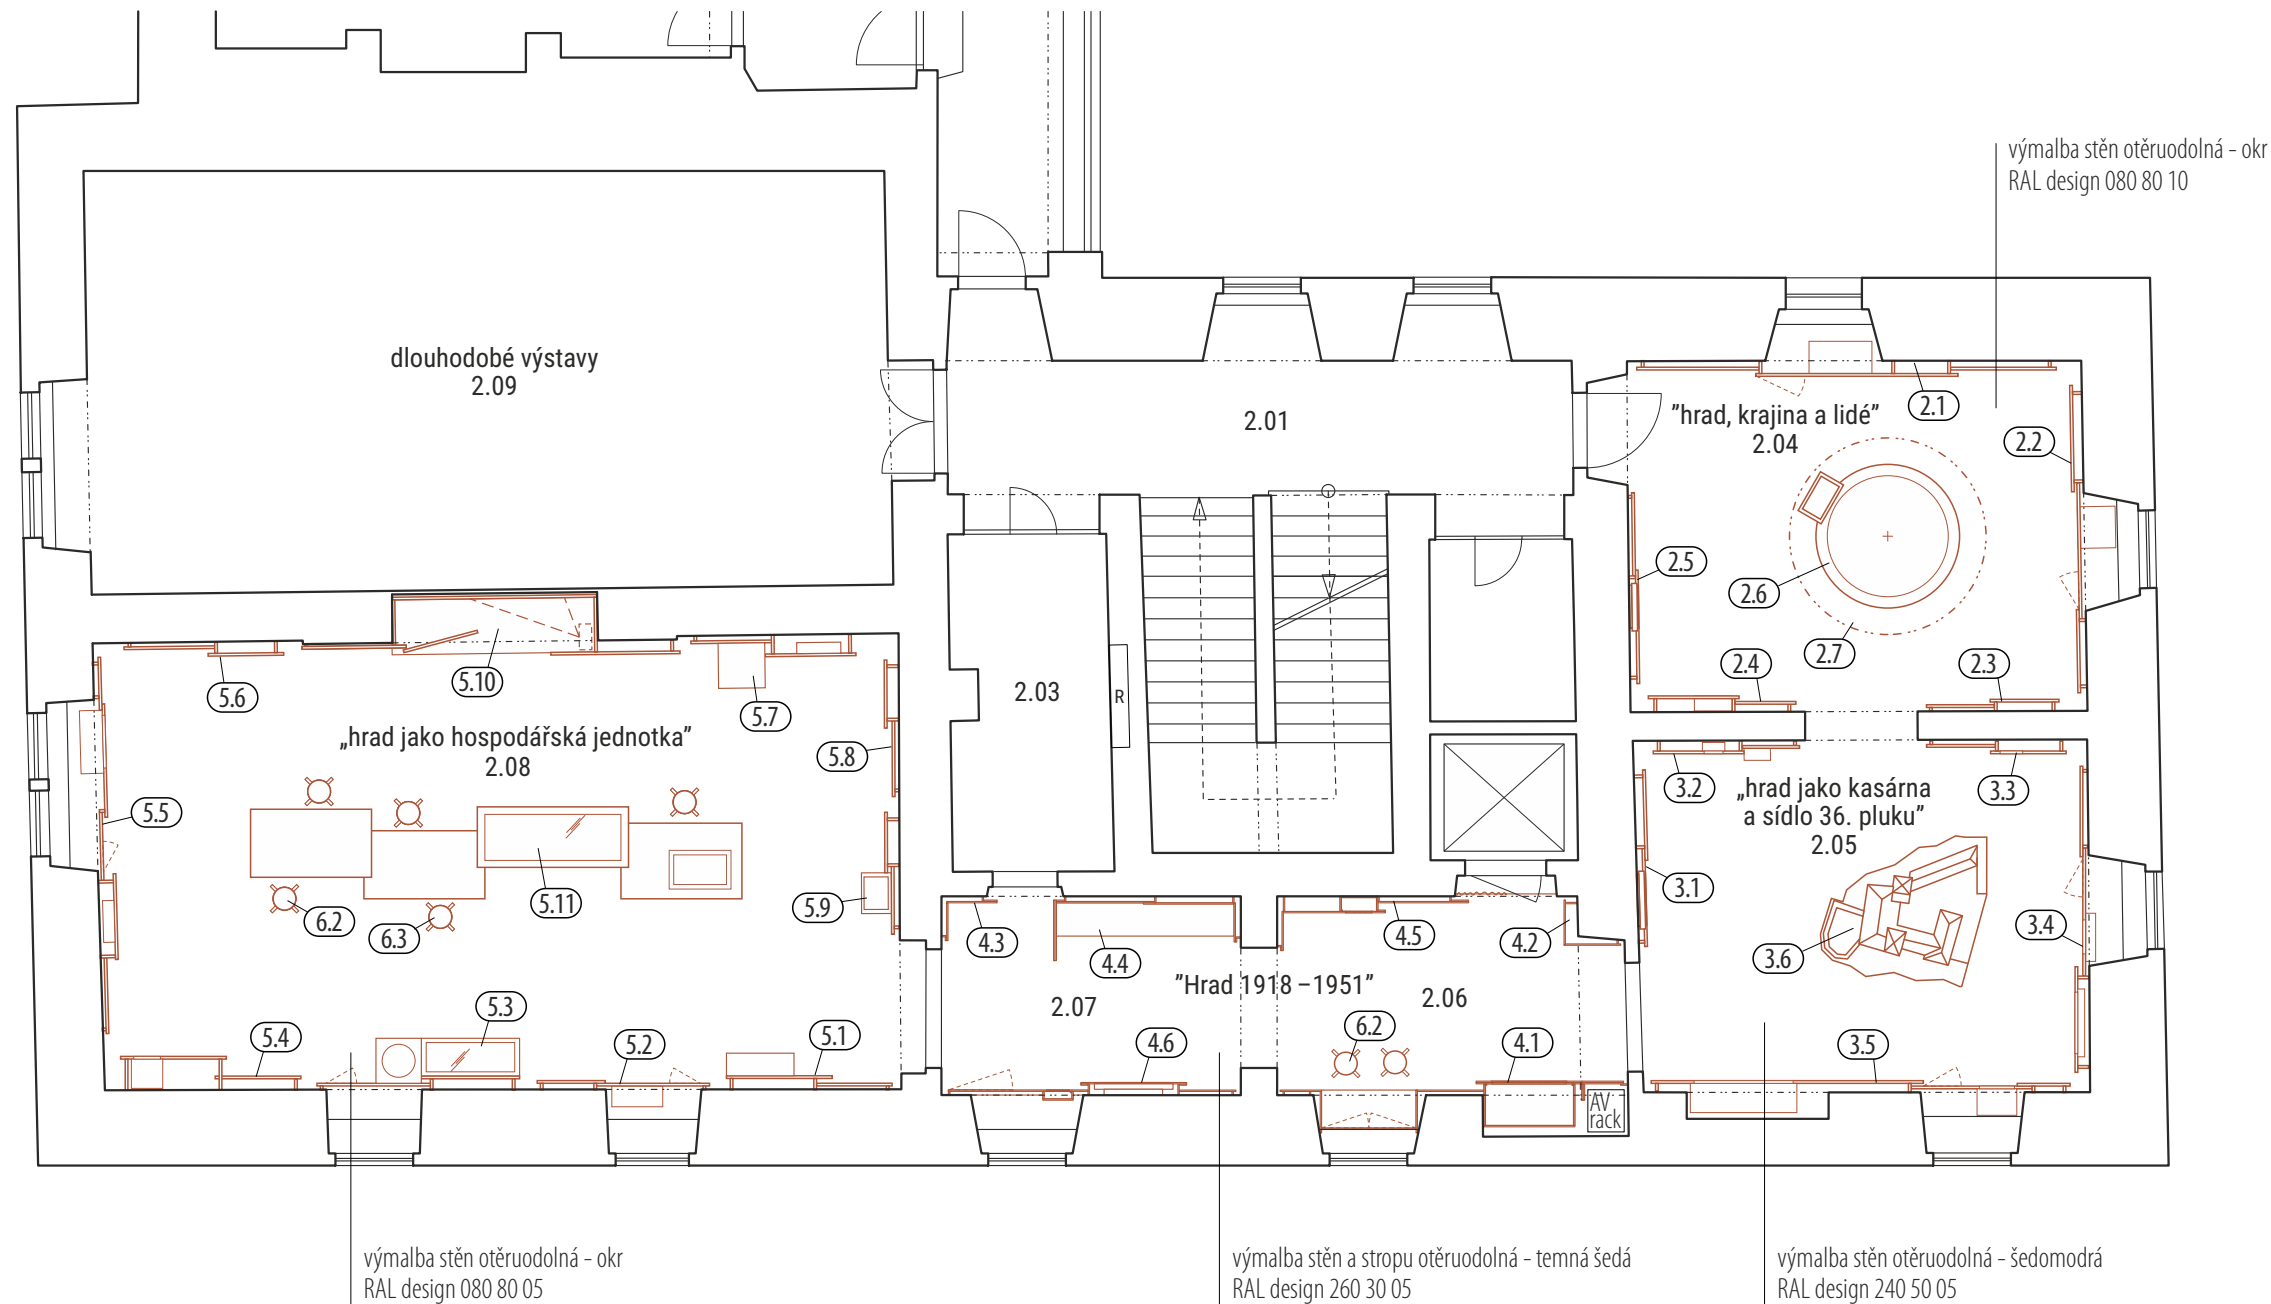 výmalba stěn otěruodolná - okr
RAL design 080 80 10
dlouhodobé výstavy
2.09
2.01
"hrad, krajina a lidé"
2.04
2.1
2.2
2.5
2.6
2.7
2.4
2.3
5.6
5.10
5.7
2.03
R
„hrad jako hospodářská jednotka"
2.08
5.8
5.5
5.11
6.2
6.3
5.9
3.2
3.3
„hrad jako kasárna
a sídlo 36. pluku"
2.05
3.1
3.4
3.6
4.3
4.4
4.5
4.2
"Hrad 1918 –1951"
2.07
2.06
5.3
5.4
5.2
5.1
4.6
6.2
4.1
3.5
AV
rack
výmalba stěn otěruodolná - okr
RAL design 080 80 05
výmalba stěn a stropu otěruodolná - temná šedá
RAL design 260 30 05
výmalba stěn otěruodolná - šedomodrá
RAL design 240 50 05